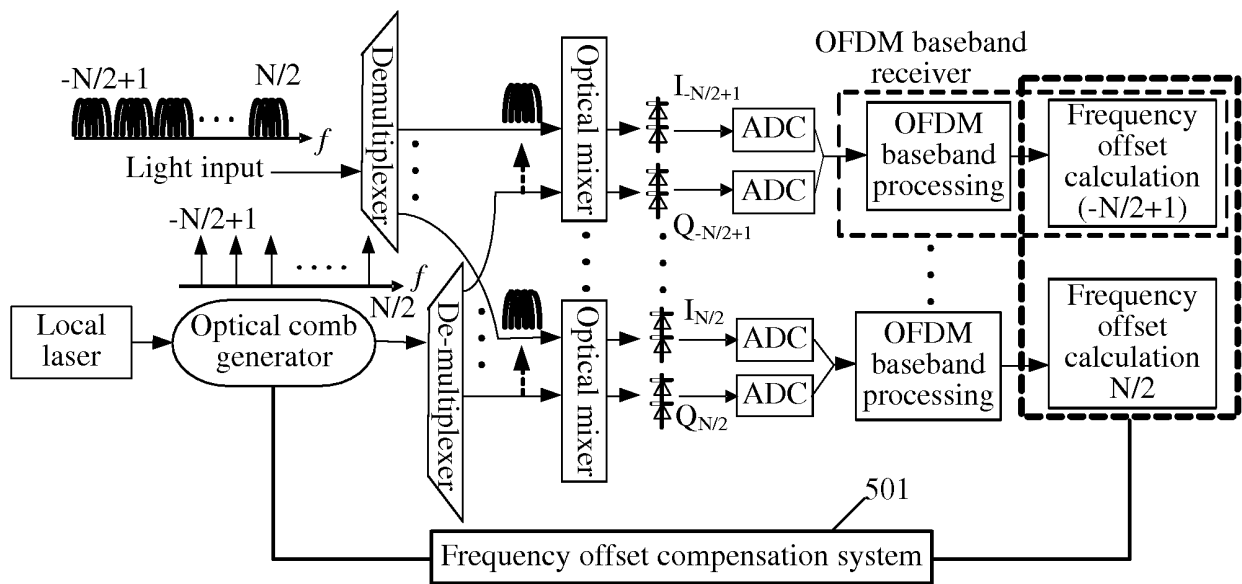 -N/2+1
N/2
f
Light input
Demultiplexer
Optical mixer
I-N/2+1
Q-N/2+1
ADC
ADC
OFDM baseband
receiver
OFDM
baseband
processing
Frequency
offset
calculation
(-N/2+1)
-N/2+1
f
N/2
Local
laser
Optical comb
generator
De-multiplexer
Optical mixer
IN/2
QN/2
ADC
ADC
OFDM
baseband
processing
Frequency
offset
calculation
N/2
501
Frequency offset compensation system